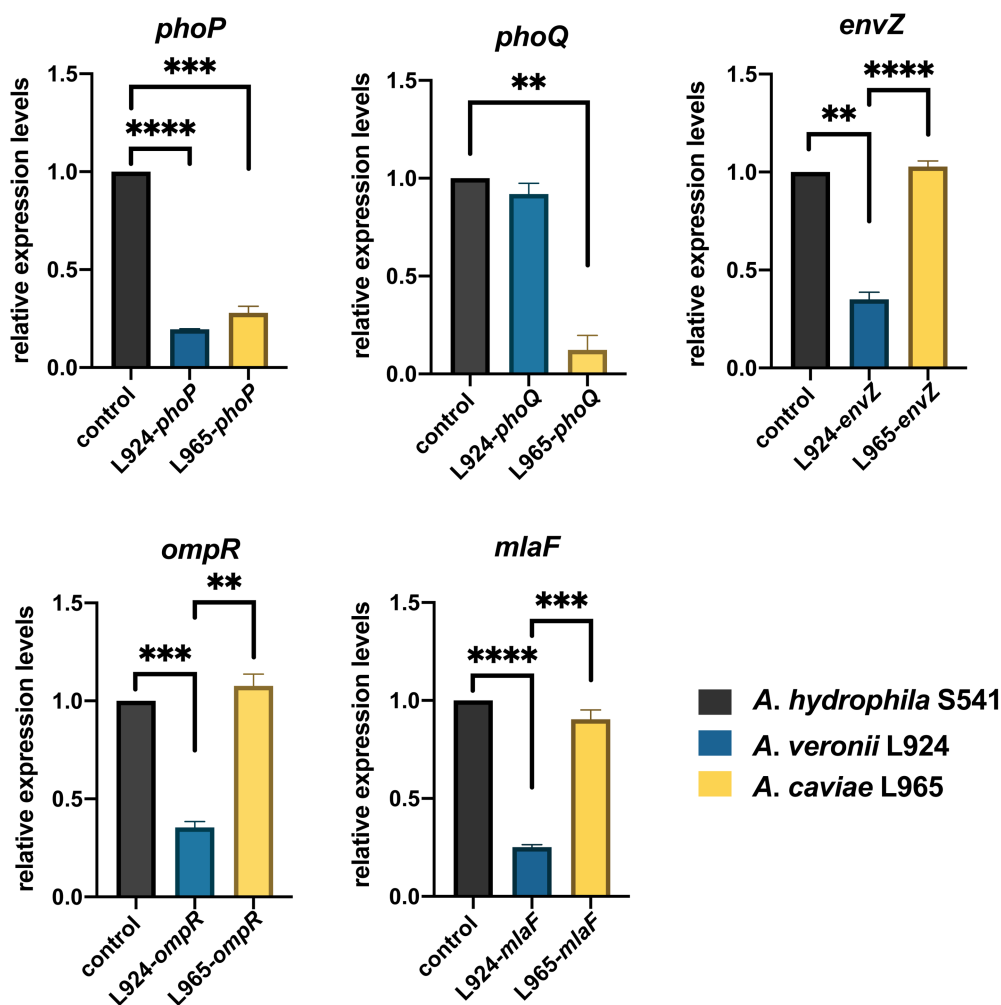 phoP
relative expression levels
1.5
1.0
0.5
0.0
***
****
control
L924-phoP
L965-phoP
phoQ
relative expression levels
1.5
1.0
0.5
0.0
**
control
L924-phoQ
L965-phoQ
envZ
relative expression levels
1.5
1.0
0.5
0.0
****
**
control
L924-envZ
L965-envZ
ompR
relative expression levels
1.5
1.0
0.5
0.0
**
***
control
L924-ompR
L965-ompR
mlaF
relative expression levels
1.5
1.0
0.5
0.0
***
****
control
L924-mlaF
L965-mlaF
A. hydrophila S541
A. veronii L924
A. caviae L965